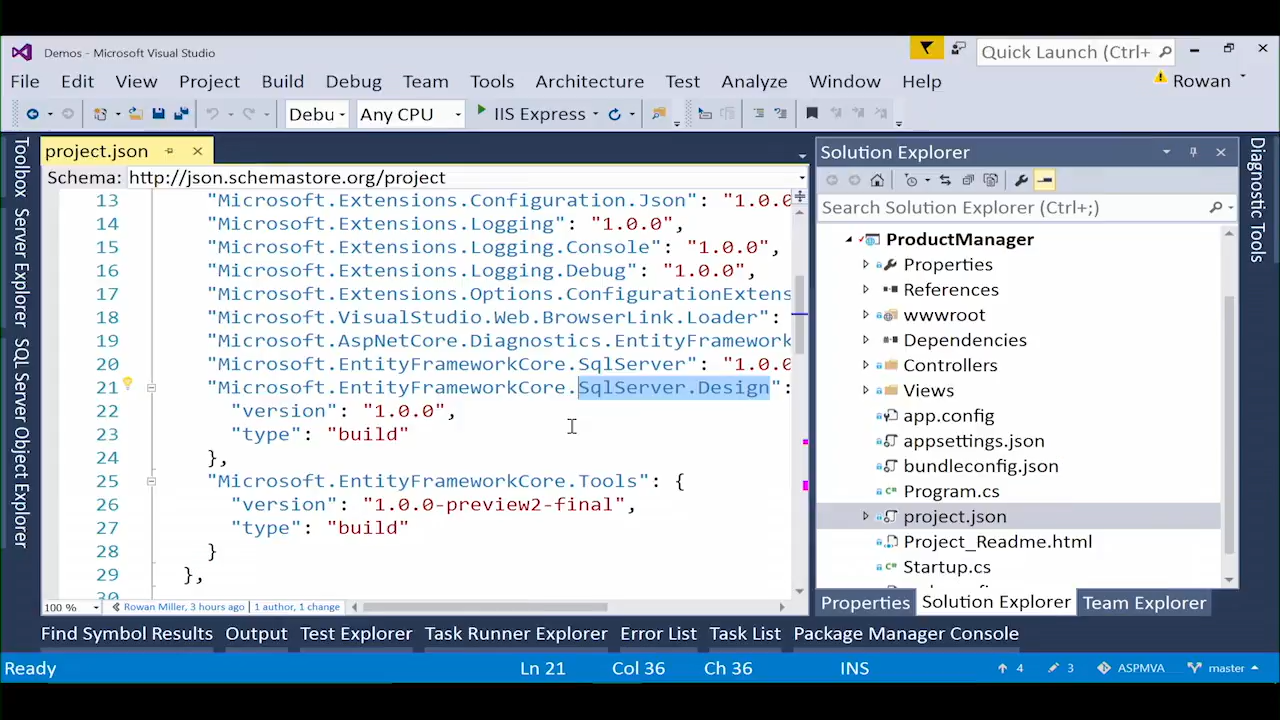 Demos - Microsoft Visual Studio
Quick Launch (Ctrl+
File Edit View Project Build Debug Team Tools Architecture Test Analyze Window Help
Rowan
Debu Any CPU IIS Express
Toolbox
Server Explorer
SQL Server Object Explorer
project.json
Schema: http://json.schemastore.org/project
13 "Microsoft.Extensions.Configuration.Json": "1.0.0
14 "Microsoft.Extensions.Logging": "1.0.0",
15 "Microsoft.Extensions.Logging.Console": "1.0.0",
16 "Microsoft.Extensions.Logging.Debug": "1.0.0",
17 "Microsoft.Extensions.Options.ConfigurationExtens
18 "Microsoft.VisualStudio.Web.BrowserLink.Loader":
19 "Microsoft.AspNetCore.Diagnostics.EntityFramework
20 "Microsoft.EntityFrameworkCore.SqlServer": "1.0.0
21 "Microsoft.EntityFrameworkCore.SqlServer.Design":
22 "version": "1.0.0",
23 "type": "build"
24 },
25 "Microsoft.EntityFrameworkCore.Tools": {
26 "version": "1.0.0-preview2-final",
27 "type": "build"
28 }
29 },
100 % Rowan Miller, 3 hours ago | 1 author, 1 change
Solution Explorer
Search Solution Explorer (Ctrl+;)
ProductManager
Properties
References
wwwroot
Dependencies
Controllers
Views
app.config
appsettings.json
bundleconfig.json
Program.cs
project.json
Project_Readme.html
Startup.cs
Properties Solution Explorer Team Explorer
Diagnostic Tools
Find Symbol Results Output Test Explorer Task Runner Explorer Error List Task List Package Manager Console
Ready Ln 21 Col 36 Ch 36 INS 4 3 ASPMVA master